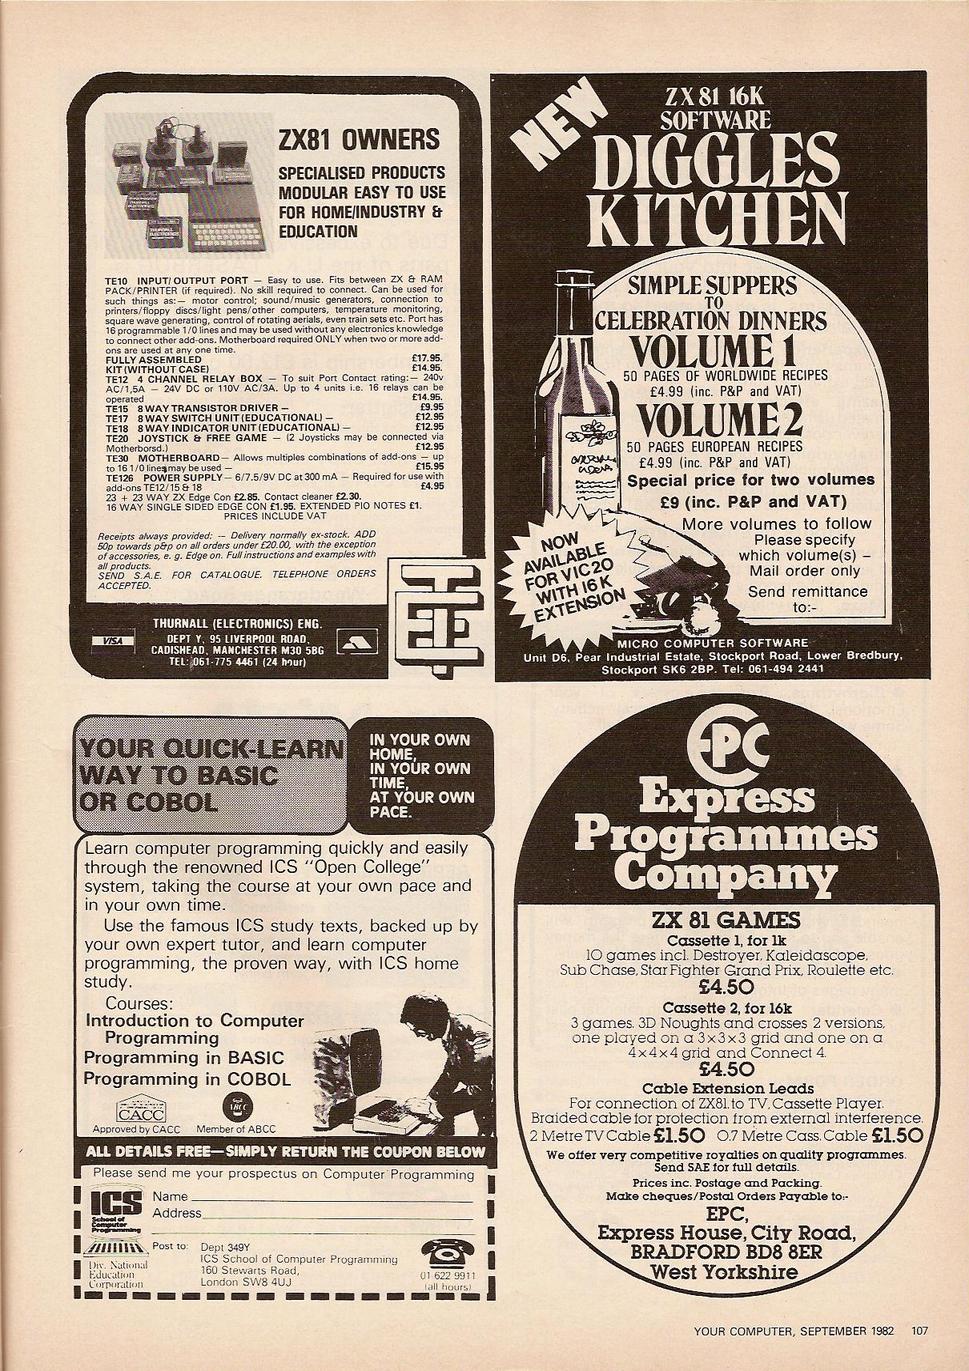 ZX81 OWNERS
SPECIALISED PRODUCTS
MODULAR EASY TO USE
FOR HOME/INDUSTRY &
EDUCATION
TE10 INPUT/OUTPUT PORT — Easy to use. Fits between ZX & RAM
PACK/PRINTER (if required). No skill required to connect. Can be used for
such things as:— motor control; sound/music generators, connection to
printers/floppy discs/light pens/other computers, temperature monitoring,
square wave generating, control of rotating aerials, even train sets etc. Port has
16 programmable 1/0 lines and may be used without any electronics knowledge
to connect other add-ons. Motherboard required ONLY when two or more add-
ons are used at any one time.
FULLY ASSEMBLED £17.95.
KIT (WITHOUT CASE) £14.95.
TE12 4 CHANNEL RELAY BOX — To suit Port Contact rating:— 240v
AC/1,5A — 24V DC or 110V AC/3A. Up to 4 units i.e. 16 relays can be
operated £14.95.
TE15 8 WAY TRANSISTOR DRIVER — £9.95
TE17 8 WAY SWITCH UNIT (EDUCATIONAL) — £12.95
TE18 8 WAY INDICATOR UNIT (EDUCATIONAL) — £12.95
TE20 JOYSTICK & FREE GAME — (2 Joysticks may be connected via
Motherborsd.) £12.95
TE30 MOTHERBOARD — Allows multiples combinations of add-ons — up
to 16 1/0 lines may be used — £15.95
TE126 POWER SUPPLY — 6/7.5/9V DC at 300 mA — Required for use with
add-ons TE12/15 & 18 £4.95
23 + 23 WAY ZX Edge Con £2.85. Contact cleaner £2.30.
16 WAY SINGLE SIDED EDGE CON £1.95. EXTENDED PIO NOTES £1.
PRICES INCLUDE VAT
Receipts always provided: — Delivery normally ex-stock. ADD
50p towards p&p on all orders under £20.00, with the exception
of accessories, e. g. Edge on. Full instructions and examples with
all products.
SEND S.A.E. FOR CATALOGUE. TELEPHONE ORDERS
ACCEPTED.
TE
VISA
THURNALL (ELECTRONICS) ENG.
DEPT Y, 95 LIVERPOOL ROAD,
CADISHEAD, MANCHESTER M30 5BG
TEL: 061-775 4461 (24 hour)
NEW
ZX 81 16K
SOFTWARE
DIGGLES
KITCHEN
SIMPLE SUPPERS
TO
CELEBRATION DINNERS
VOLUME 1
50 PAGES OF WORLDWIDE RECIPES
£4.99 (inc. P&P and VAT)
VOLUME 2
50 PAGES EUROPEAN RECIPES
£4.99 (inc. P&P and VAT)
Special price for two volumes
£9 (inc. P&P and VAT)
More volumes to follow
Please specify
which volume(s) —
Mail order only
Send remittance
to:-
NOW
AVAILABLE
FOR VIC 20
WITH 16 K
EXTENSION
MICRO COMPUTER SOFTWARE
Unit D6, Pear Industrial Estate, Stockport Road, Lower Bredbury,
Stockport SK6 2BP. Tel: 061-494 2441
YOUR QUICK-LEARN
WAY TO BASIC
OR COBOL
IN YOUR OWN
HOME,
IN YOUR OWN
TIME,
AT YOUR OWN
PACE.
Learn computer programming quickly and easily
through the renowned ICS "Open College"
system, taking the course at your own pace and
in your own time.
Use the famous ICS study texts, backed up by
your own expert tutor, and learn computer
programming, the proven way, with ICS home
study.
Courses:
Introduction to Computer
Programming
Programming in BASIC
Programming in COBOL
CACC
ABCC
Approved by CACC Member of ABCC
ALL DETAILS FREE—SIMPLY RETURN THE COUPON BELOW
Please send me your prospectus on Computer Programming
ICS
School of
Computer
Programming
Name
Address
Div. National
Education
Corporation
Post to: Dept 349Y
ICS School of Computer Programming
160 Stewarts Road,
London SW8 4UJ
01 622 9911
(all hours)
EPC
Express
Programmes
Company
ZX 81 GAMES
Cassette 1, for 1k
10 games incl. Destroyer, Kaleidascope,
Sub Chase, Star Fighter Grand Prix, Roulette etc.
£4.50
Cassette 2, for 16k
3 games. 3D Noughts and crosses 2 versions,
one played on a 3×3×3 grid and one on a
4×4×4 grid and Connect 4.
£4.50
Cable Extension Leads
For connection of ZX81 to TV, Cassette Player.
Braided cable for protection from external interference.
2 Metre TV Cable £1.50 0.7 Metre Cass. Cable £1.50
We offer very competitive royalties on quality programmes.
Send SAE for full details.
Prices inc. Postage and Packing.
Make cheques/Postal Orders Payable to:-
EPC,
Express House, City Road,
BRADFORD BD8 8ER
West Yorkshire
YOUR COMPUTER, SEPTEMBER 1982 107